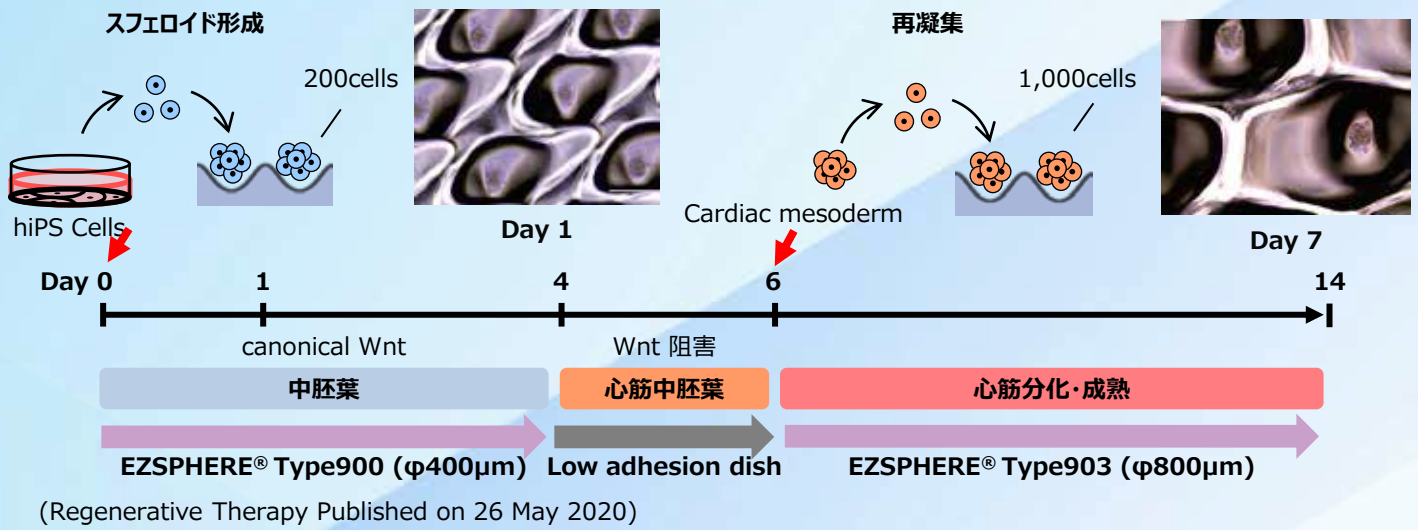 スフェロイド形成
再凝集
200cells
1,000cells
hiPS Cells
Day 1
Cardiac mesoderm
Day 7
Day 0
1
4
6
14
canonical Wnt
Wnt 阻害
中胚葉
心筋中胚葉
心筋分化・成熟
EZSPHERE® Type900 (φ400μm)
Low adhesion dish
EZSPHERE® Type903 (φ800μm)
(Regenerative Therapy Published on 26 May 2020)